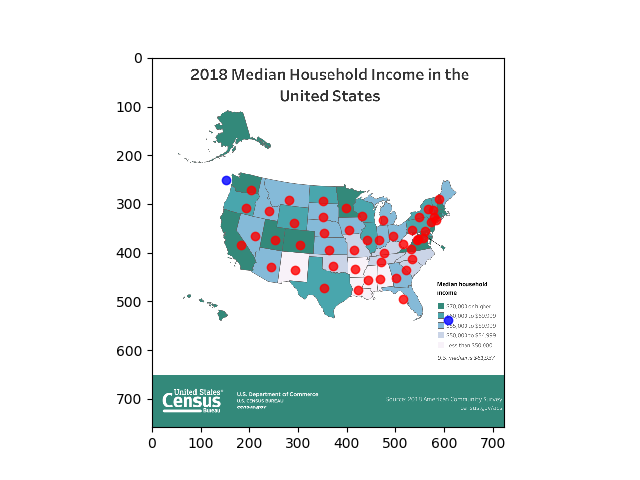 2018 Median Household Income in the
United States
0
100
200
300
400
500
600
700
Median household
income
$70,000 or higher
$60,000 to $69,999
$55,000 to $59,999
$50,000 to $54,999
Less than $50,000
U.S. median is $61,937
United States®
Census
Bureau
U.S. Department of Commerce
U.S. CENSUS BUREAU
census.gov
Source: 2018 American Community Survey
census.gov/acs
0 100 200 300 400 500 600 700